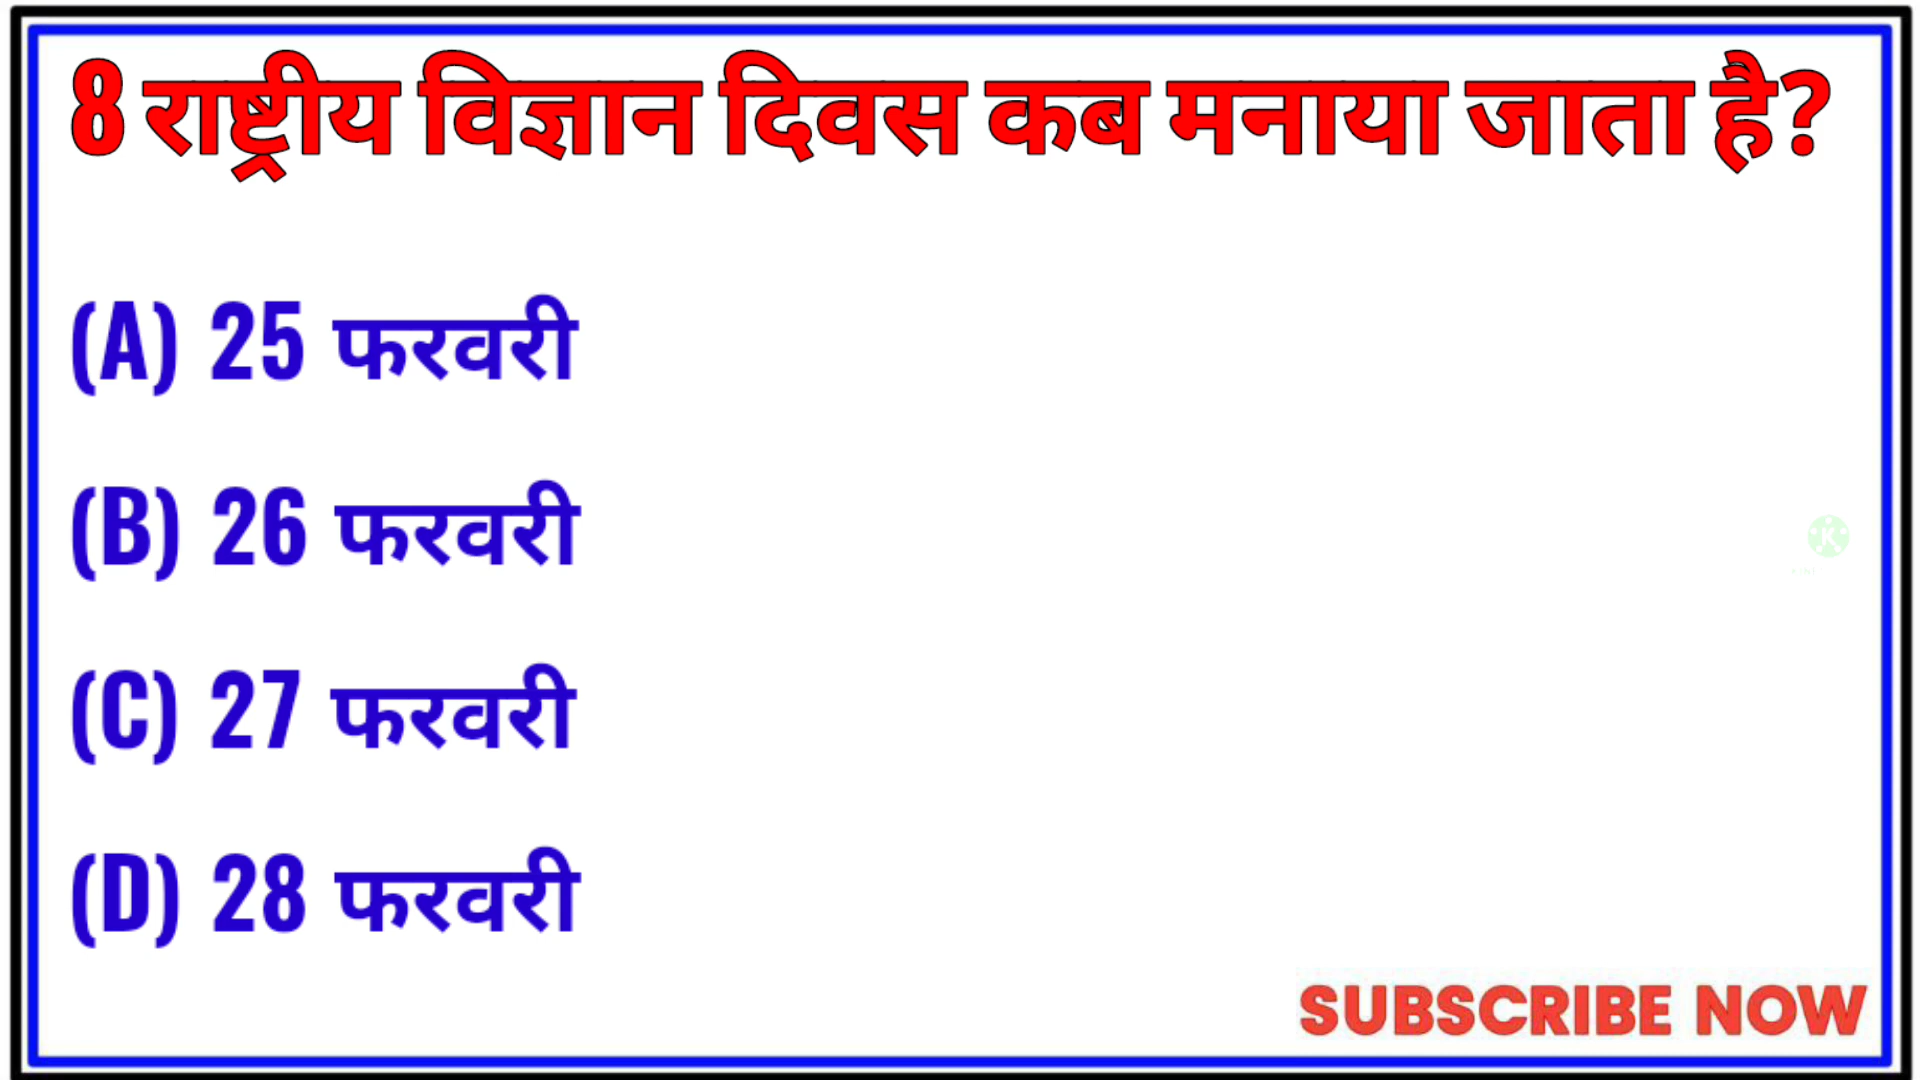 8 राष्ट्रीय विज्ञान दिवस कब मनाया जाता है?
(A) 25 फरवरी
(B) 26 फरवरी
(C) 27 फरवरी
(D) 28 फरवरी
K
SUBSCRIBE NOW